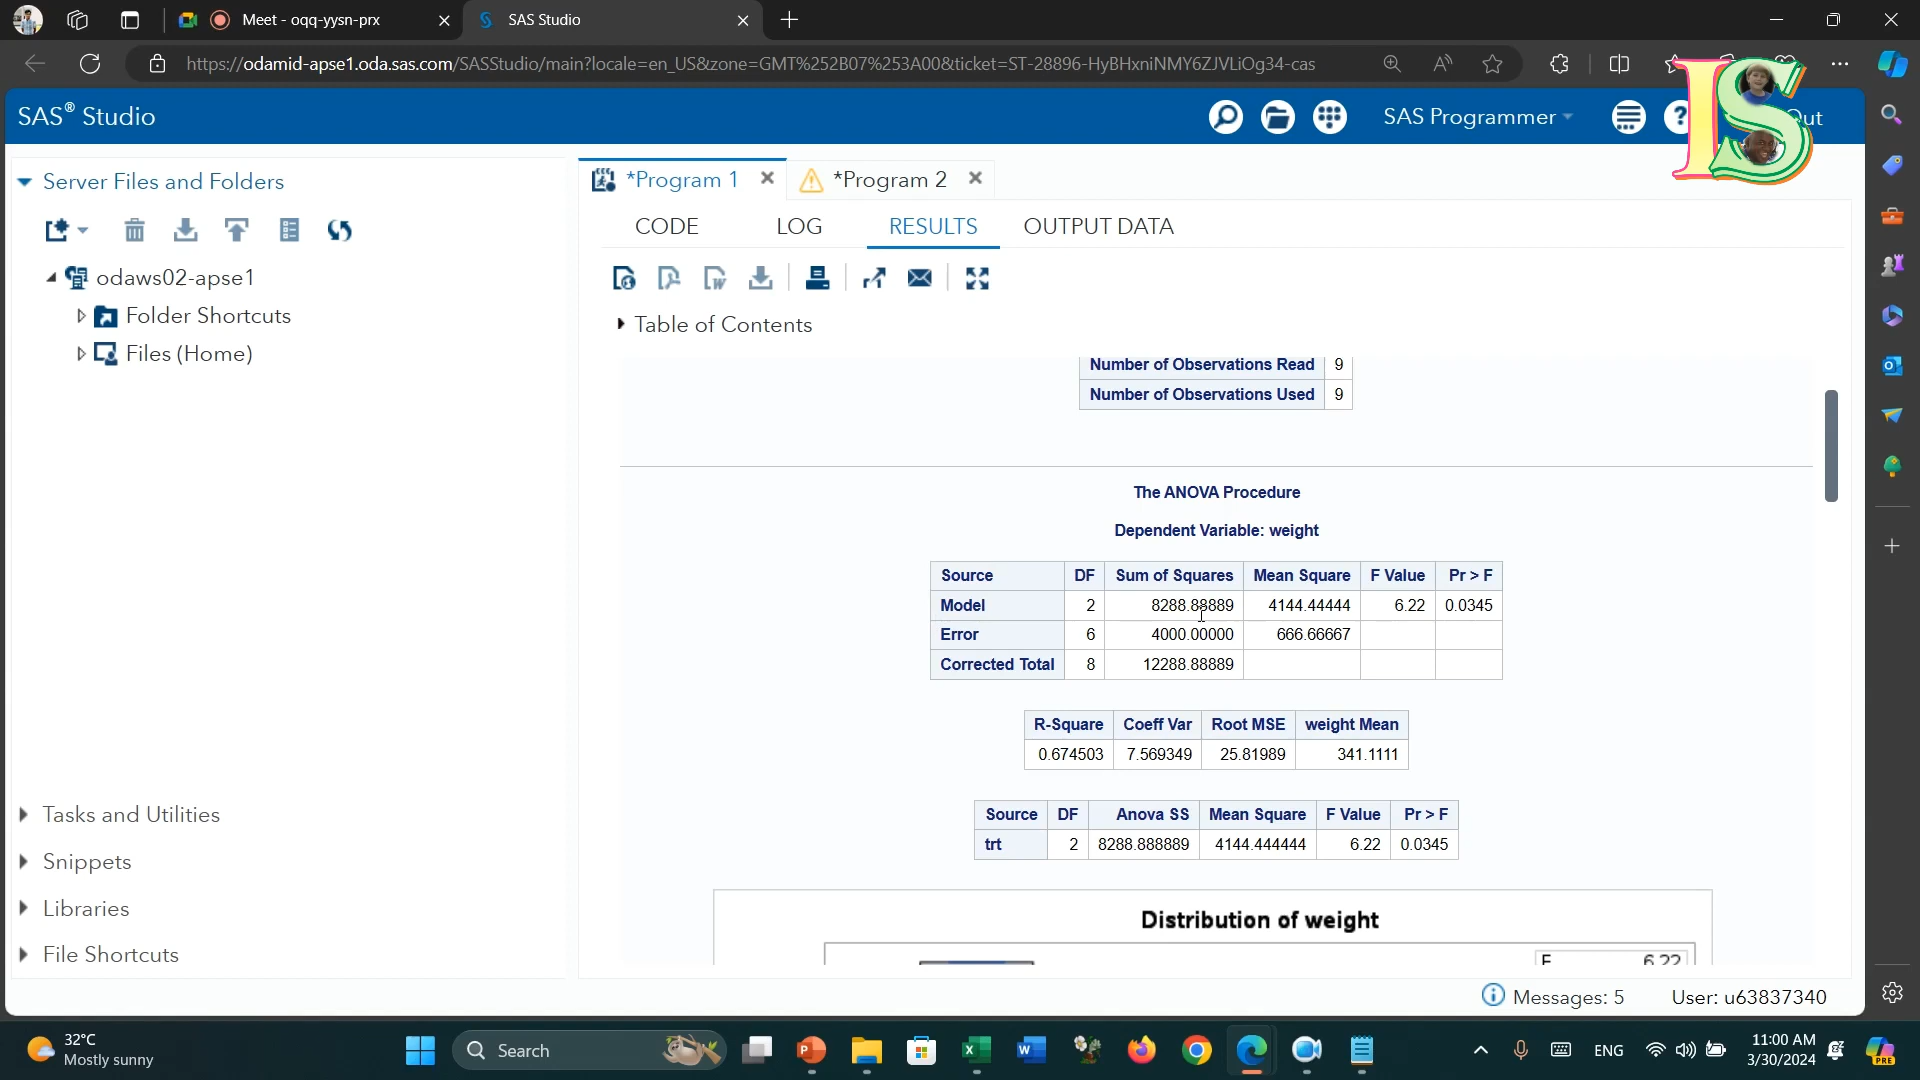 Meet - oqq-yysn-prx
SAS Studio
https://odamid-apse1.oda.sas.com/SASStudio/main?locale=en_US&zone=GMT%252B07%253A00&ticket=ST-28896-HyBHxniNMY6ZJVLiOg34-cas
SAS® Studio
SAS Programmer
? Out
IS
Server Files and Folders
*Program 1
*Program 2
CODE LOG RESULTS OUTPUT DATA
odaws02-apse1
Folder Shortcuts
Files (Home)
Table of Contents
Number of Observations Read 9
Number of Observations Used 9
The ANOVA Procedure
Dependent Variable: weight
Source DF Sum of Squares Mean Square F Value Pr > F
Model 2 8288.88889 4144.44444 6.22 0.0345
Error 6 4000.00000 666.66667
Corrected Total 8 12288.88889
R-Square Coeff Var Root MSE weight Mean
0.674503 7.569349 25.81989 341.1111
Source DF Anova SS Mean Square F Value Pr > F
trt 2 8288.888889 4144.444444 6.22 0.0345
Distribution of weight
F 6.22
Tasks and Utilities
Snippets
Libraries
File Shortcuts
Messages: 5
User: u63837340
32°C
Mostly sunny
Search
ENG
11:00 AM
3/30/2024
PRE